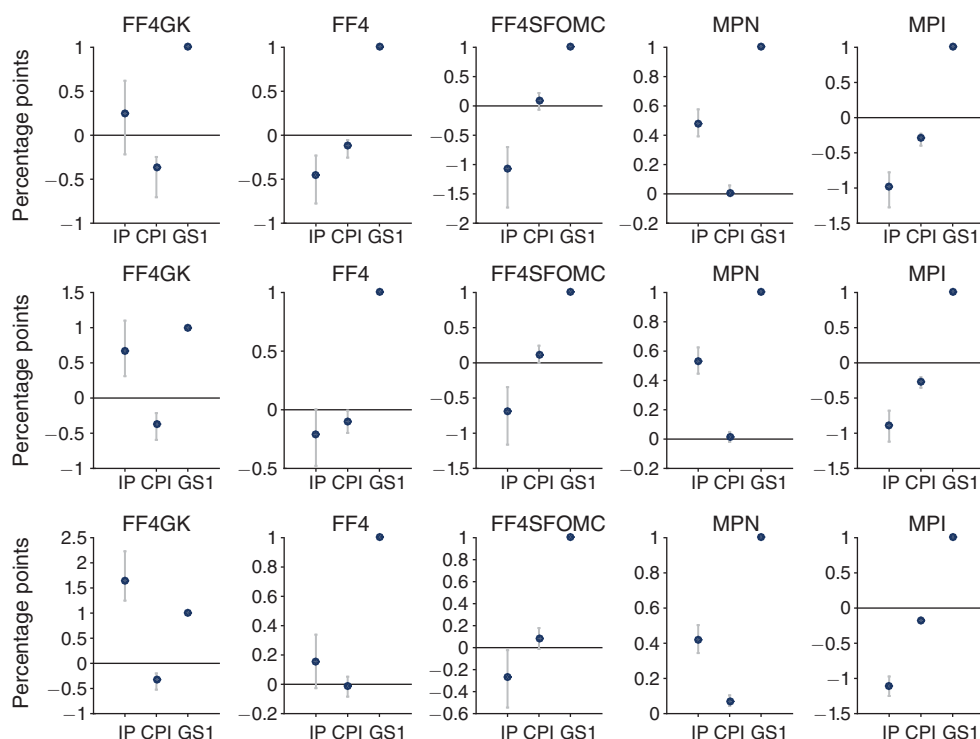 FF4GK FF4 FF4SFOMC MPN MPI
Percentage points
1 0.5 0 −0.5 −1
1 0.5 0 −0.5 −1
1 0.5 0 −0.5 −1 −1.5 −2
1 0.8 0.6 0.4 0.2 0 −0.2
1 0.5 0 −0.5 −1 −1.5
IP CPI GS1 IP CPI GS1 IP CPI GS1 IP CPI GS1 IP CPI GS1
FF4GK FF4 FF4SFOMC MPN MPI
Percentage points
1.5 1 0.5 0 −0.5 −1
1 0.5 0 −0.5
1 0.5 0 −0.5 −1 −1.5
1 0.8 0.6 0.4 0.2 0 −0.2
1 0.5 0 −0.5 −1 −1.5
IP CPI GS1 IP CPI GS1 IP CPI GS1 IP CPI GS1 IP CPI GS1
FF4GK FF4 FF4SFOMC MPN MPI
Percentage points
2.5 2 1.5 1 0.5 0 −0.5 −1
1 0.8 0.6 0.4 0.2 0 −0.2
1 0.8 0.6 0.4 0.2 0 −0.2 −0.4 −0.6
1 0.8 0.6 0.4 0.2 0
1 0.5 0 −0.5 −1 −1.5
IP CPI GS1 IP CPI GS1 IP CPI GS1 IP CPI GS1 IP CPI GS1